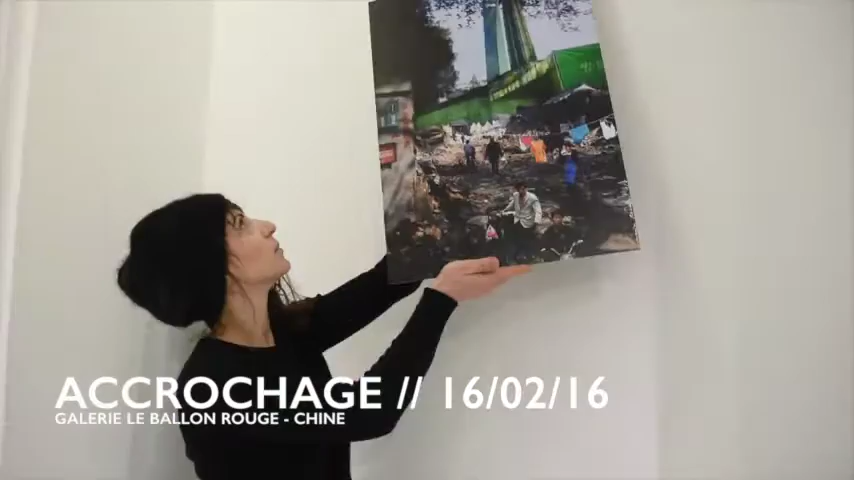 ACCROCHAGE // 16/02/16
GALERIE LE BALLON ROUGE - CHINE